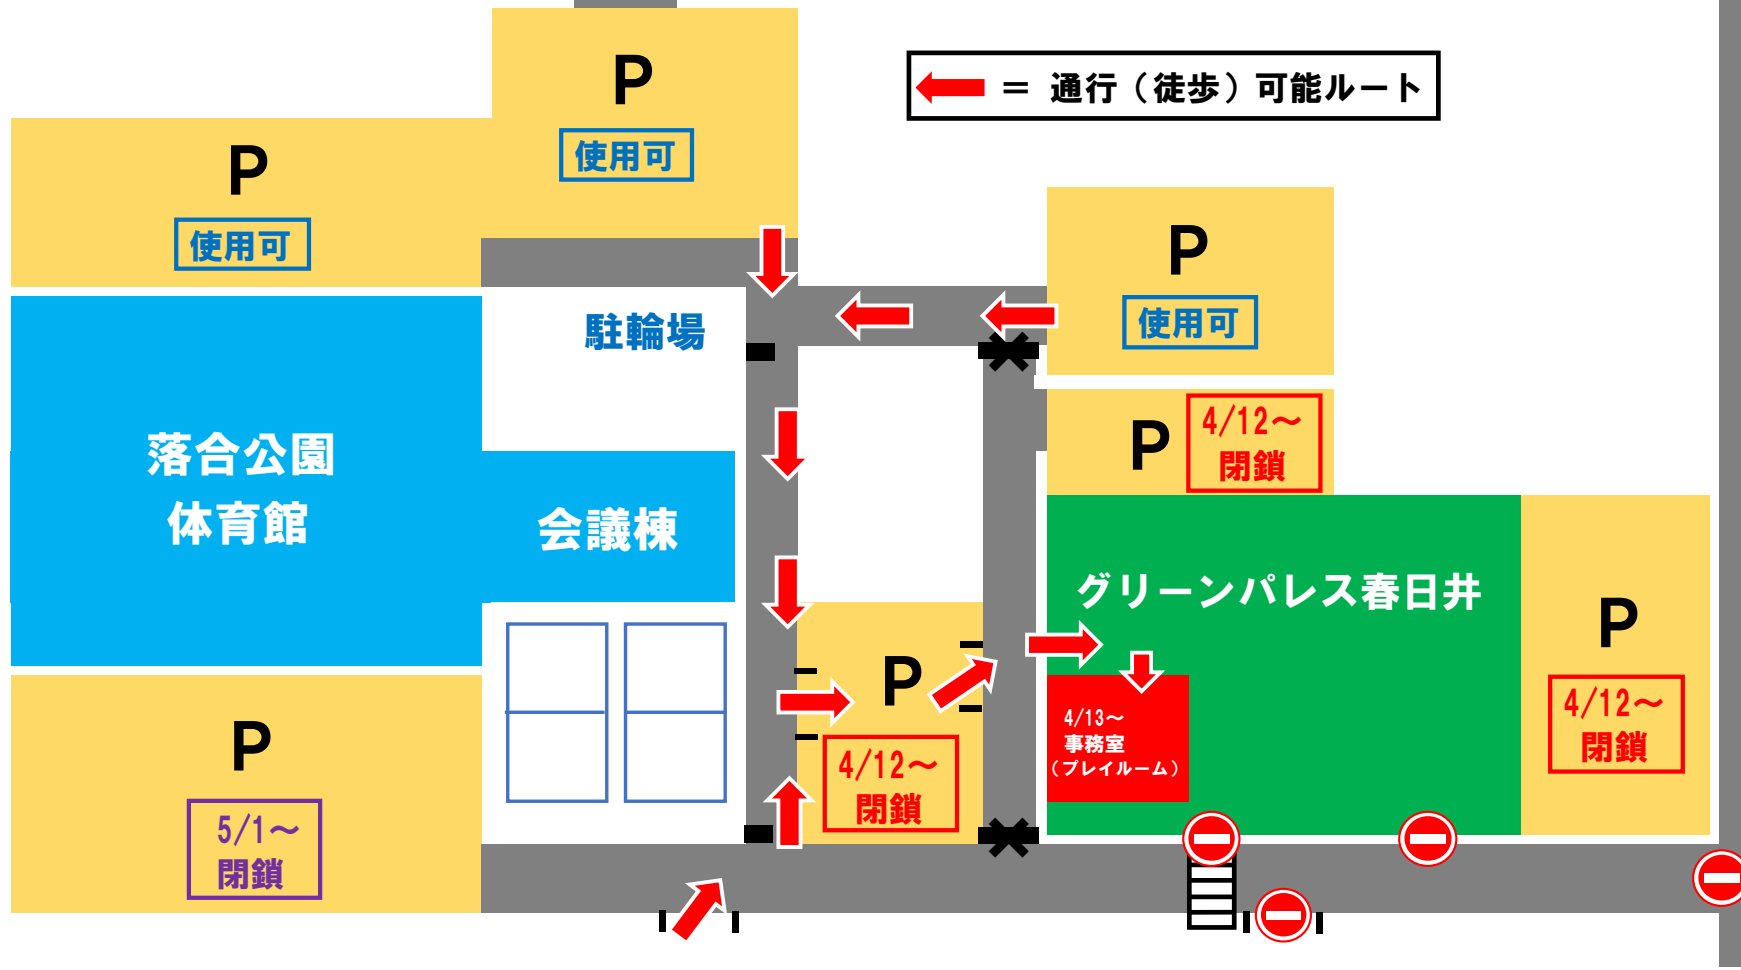 P
使用可
＝ 通行（徒歩）可能ルート
P
使用可
P
使用可
駐輪場
P
4/12～
閉鎖
落合公園
体育館
会議棟
グリーンパレス春日井
P
4/12～
閉鎖
P
4/12～
閉鎖
4/13～
事務室
（プレイルーム）
P
5/1～
閉鎖